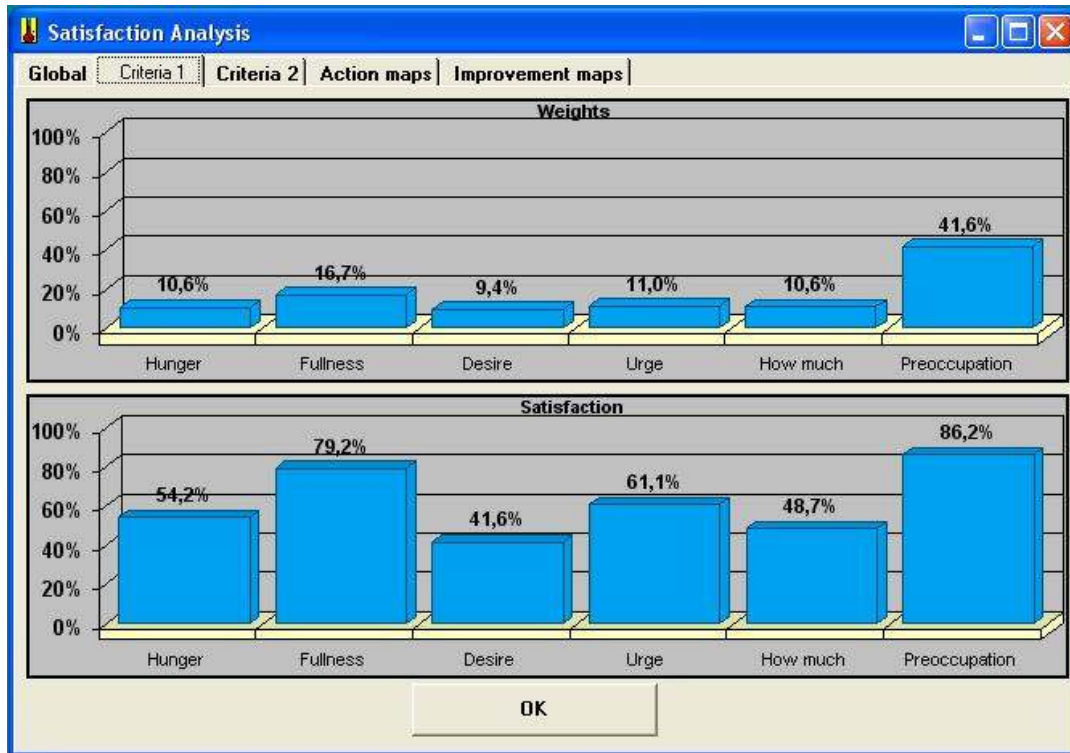 Satisfaction Analysis
Global Criteria 1 Criteria 2 Action maps Improvement maps
Weights
100%
80%
60%
40%
20%
0%
10,6% 16,7% 9,4% 11,0% 10,6% 41,6%
Hunger Fullness Desire Urge How much Preoccupation
Satisfaction
100%
80%
60%
40%
20%
0%
54,2% 79,2% 41,6% 61,1% 48,7% 86,2%
Hunger Fullness Desire Urge How much Preoccupation
OK